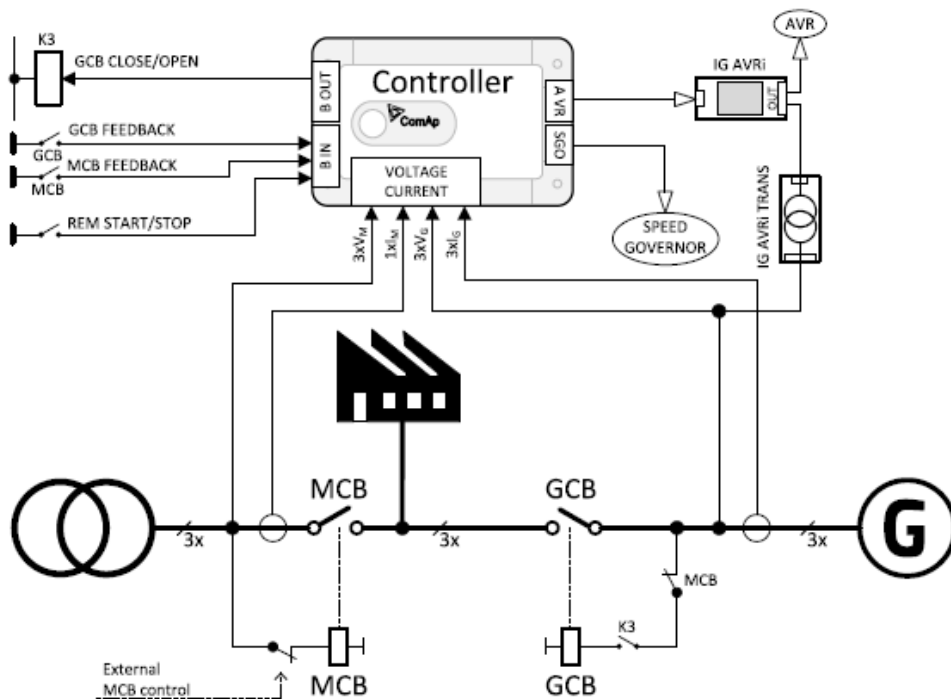 K3
GCB CLOSE/OPEN
GCB FEEDBACK
GCB
MCB FEEDBACK
MCB
REM START/STOP
B OUT
B IN
Controller
ComAp
VOLTAGE
CURRENT
A VR
SGO
IG AVRi
OUT
AVR
IG AVRi TRANS
SPEED
GOVERNOR
3xVM
1xIM
3xVG
3xIG
MCB
GCB
3x
3x
3x
G
MCB
K3
External
MCB control
MCB
GCB